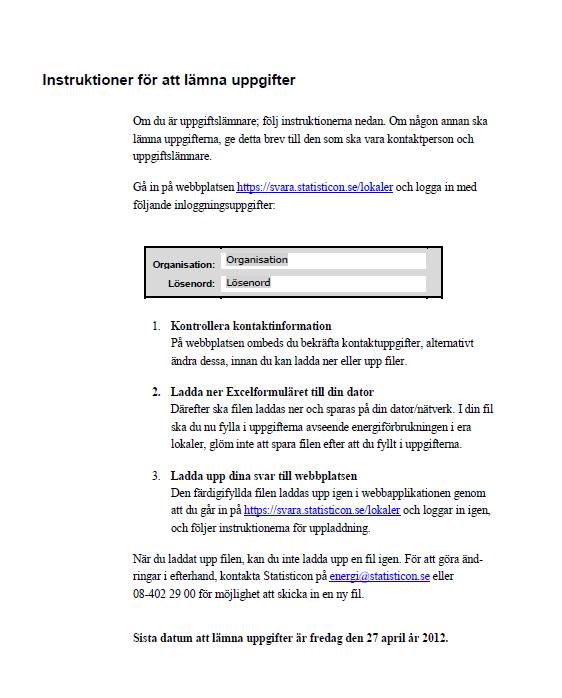 Instruktioner för att lämna uppgifter
Om du är uppgiftslämnare; följ instruktionerna nedan. Om någon annan ska
lämna uppgifterna, ge detta brev till den som ska vara kontaktperson och
uppgiftslämnare.
Gå in på webbplatsen https://svara.statisticon.se/lokaler och logga in med
följande inloggningsuppgifter:
Organisation: Organisation
Lösenord: Lösenord
1. Kontrollera kontaktinformation
På webbplatsen ombeds du bekräfta kontaktuppgifter, alternativt
ändra dessa, innan du kan ladda ner eller upp filer.
2. Ladda ner Excelformuläret till din dator
Därefter ska filen laddas ner och sparas på din dator/nätverk. I din fil
ska du nu fylla i uppgifterna avseende energiförbrukningen i era
lokaler, glöm inte att spara filen efter att du fyllt i uppgifterna.
3. Ladda upp dina svar till webbplatsen
Den färdigifyllda filen laddas upp igen i webbapplikationen genom
att du går in på https://svara.statisticon.se/lokaler och loggar in igen,
och följer instruktionerna för uppladdning.
När du laddat upp filen, kan du inte ladda upp en fil igen. För att göra änd-
ringar i efterhand, kontakta Statisticon på energi@statisticon.se eller
08-402 29 00 för möjlighet att skicka in en ny fil.
Sista datum att lämna uppgifter är fredag den 27 april år 2012.